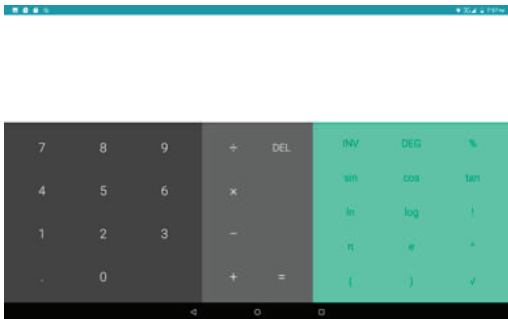 7 8 9
4 5 6
1 2 3
. 0
÷ DEL
×
−
+ =
INV DEG %
sin cos tan
ln log !
π e ^
( ) √